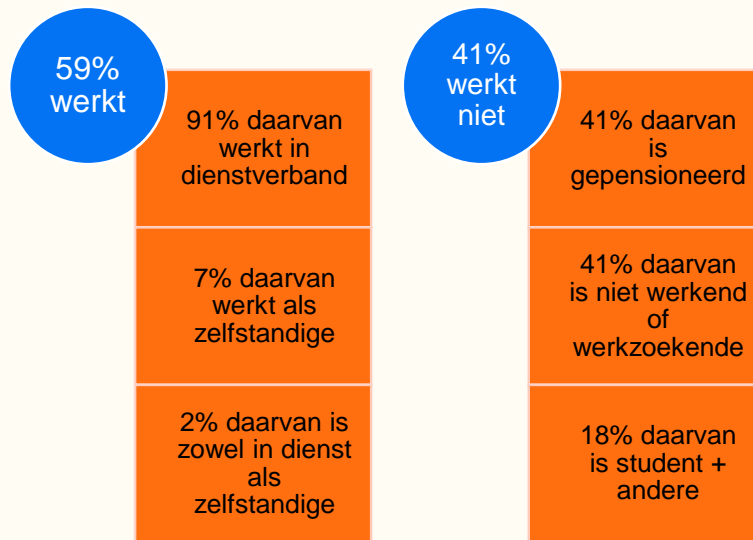 59%
werkt
91% daarvan
werkt in
dienstverband
7% daarvan
werkt als
zelfstandige
2% daarvan is
zowel in dienst
als
zelfstandige
41%
werkt
niet
41% daarvan
is
gepensioneerd
41% daarvan
is niet werkend
of
werkzoekende
18% daarvan
is student +
andere